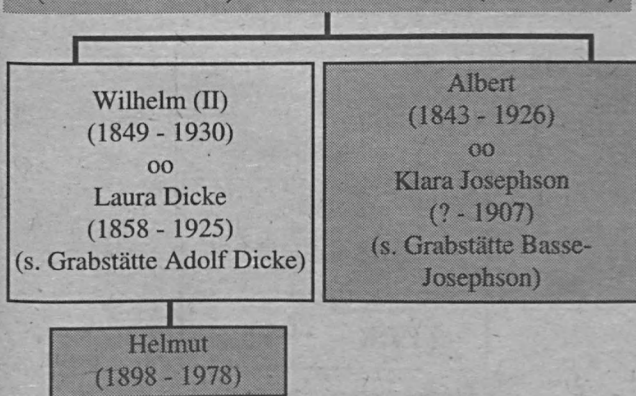 Wilhelm (II)
(1849 - 1930)
oo
Laura Dicke
(1858 - 1925)
(s. Grabstätte Adolf Dicke)
Albert
(1843 - 1926)
oo
Klara Josephson
(? - 1907)
(s. Grabstätte Basse-
Josephson)
Helmut
(1898 - 1978)